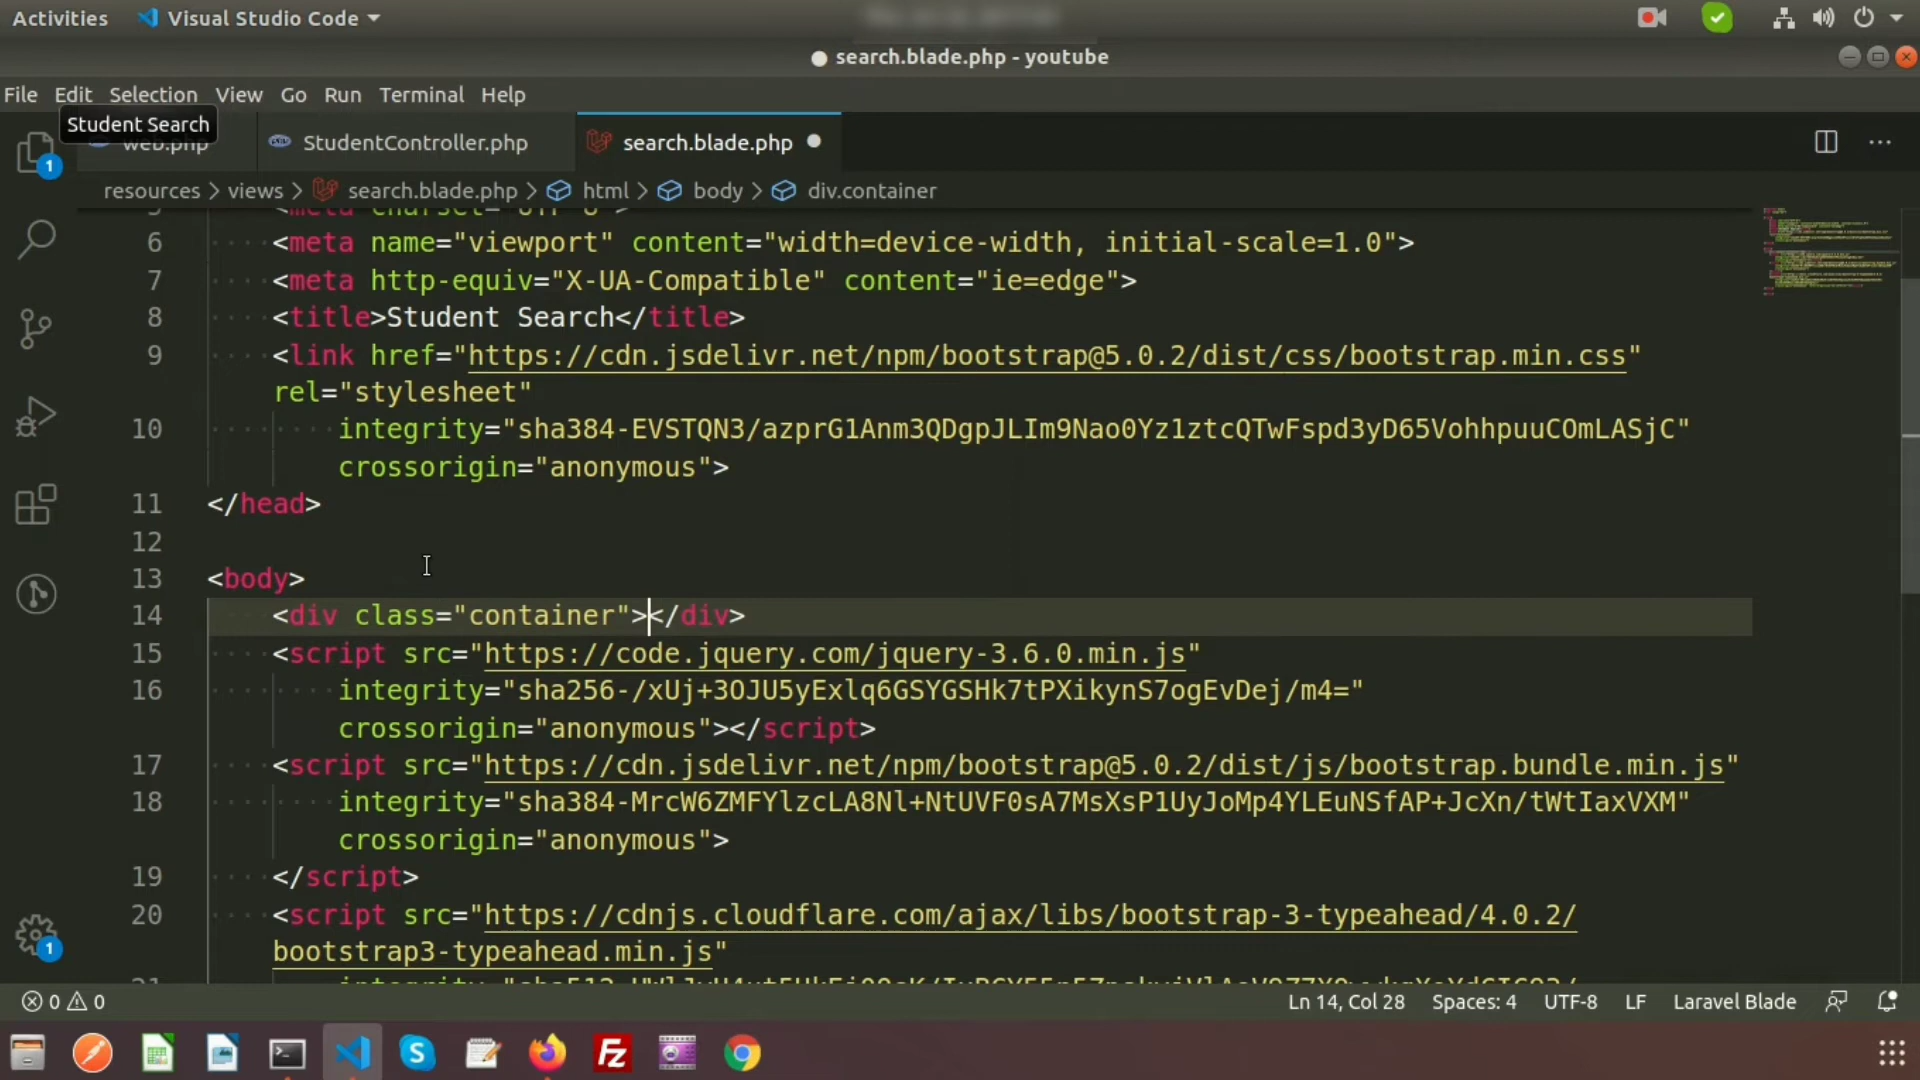 Activities Visual Studio Code
search.blade.php - youtube
File Edit Selection View Go Run Terminal Help
Student Search
web.php StudentController.php search.blade.php
1
resources > views > search.blade.php > html > body > div.container
<meta charset="UTF-8">
6 <meta name="viewport" content="width=device-width, initial-scale=1.0">
7 <meta http-equiv="X-UA-Compatible" content="ie=edge">
8 <title>Student Search</title>
9 <link href="https://cdn.jsdelivr.net/npm/bootstrap@5.0.2/dist/css/bootstrap.min.css"
rel="stylesheet"
10 integrity="sha384-EVSTQN3/azprG1Anm3QDgpJLIm9Nao0Yz1ztcQTwFspd3yD65VohhpuuCOmLASjC"
crossorigin="anonymous">
11 </head>
12
13 <body>
14 <div class="container"></div>
15 <script src="https://code.jquery.com/jquery-3.6.0.min.js"
16 integrity="sha256-/xUj+3OJU5yExlq6GSYGSHk7tPXikynS7ogEvDej/m4="
crossorigin="anonymous"></script>
17 <script src="https://cdn.jsdelivr.net/npm/bootstrap@5.0.2/dist/js/bootstrap.bundle.min.js"
18 integrity="sha384-MrcW6ZMFYlzcLA8Nl+NtUVF0sA7MsXsP1UyJoMp4YLEuNSfAP+JcXn/tWtIaxVXM"
crossorigin="anonymous">
19 </script>
20 <script src="https://cdnjs.cloudflare.com/ajax/libs/bootstrap-3-typeahead/4.0.2/
bootstrap3-typeahead.min.js"
1
0 0 Ln 14, Col 28 Spaces: 4 UTF-8 LF Laravel Blade